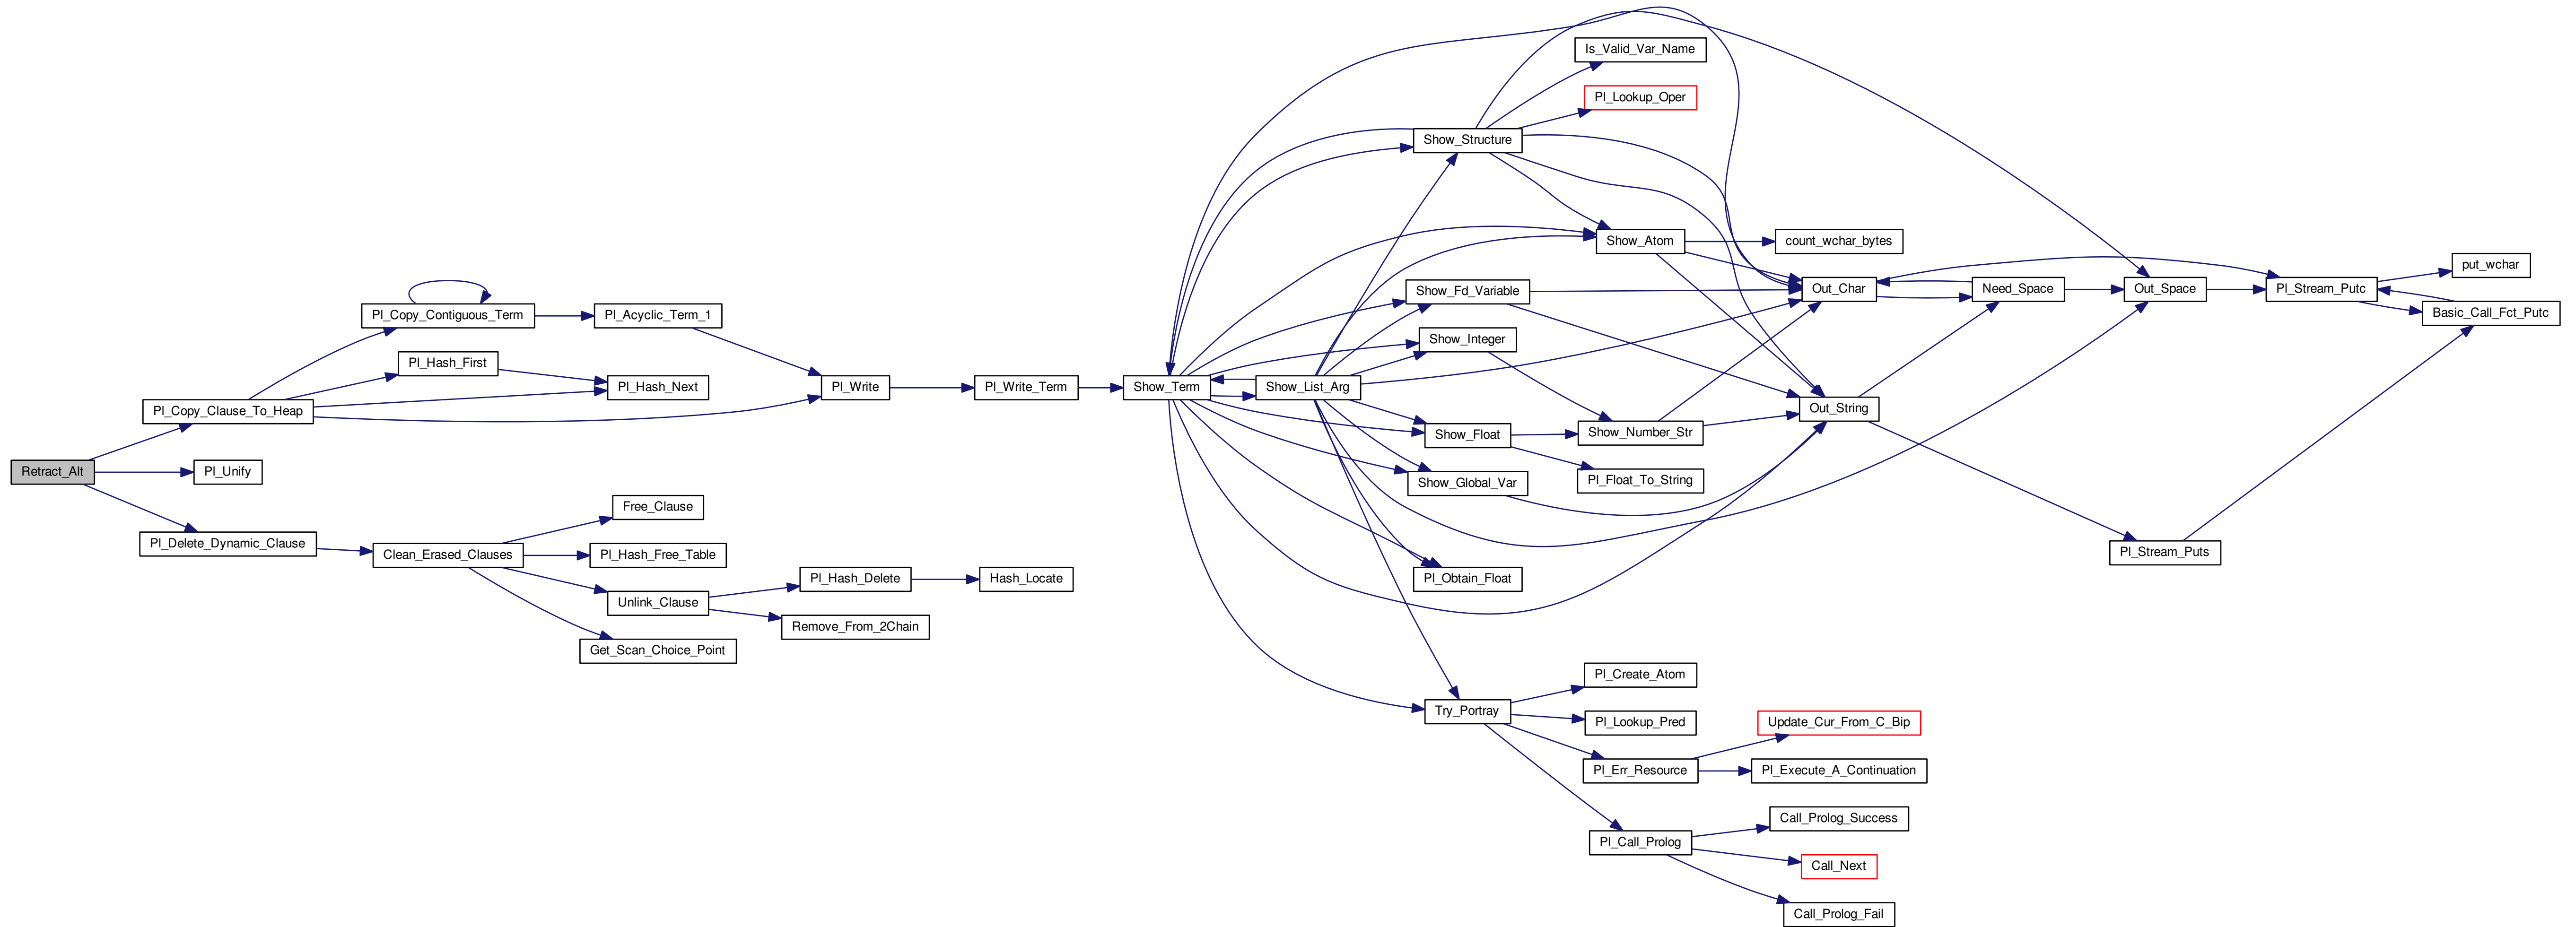 Retract_Alt
Pl_Copy_Clause_To_Heap
Pl_Unify
Pl_Delete_Dynamic_Clause
Pl_Copy_Contiguous_Term
Pl_Hash_First
Clean_Erased_Clauses
Pl_Acyclic_Term_1
Pl_Hash_Next
Free_Clause
Pl_Hash_Free_Table
Unlink_Clause
Get_Scan_Choice_Point
Pl_Write
Pl_Hash_Delete
Remove_From_2Chain
Pl_Write_Term
Hash_Locate
Show_Term
Show_List_Arg
Show_Structure
Show_Fd_Variable
Show_Integer
Show_Float
Show_Global_Var
Pl_Obtain_Float
Try_Portray
Is_Valid_Var_Name
Pl_Lookup_Oper
Show_Atom
Show_Number_Str
Pl_Float_To_String
Pl_Create_Atom
Pl_Lookup_Pred
Pl_Err_Resource
Pl_Call_Prolog
count_wchar_bytes
Out_Char
Out_String
Update_Cur_From_C_Bip
Pl_Execute_A_Continuation
Call_Prolog_Success
Call_Next
Call_Prolog_Fail
Need_Space
Out_Space
Pl_Stream_Puts
Pl_Stream_Putc
put_wchar
Basic_Call_Fct_Putc